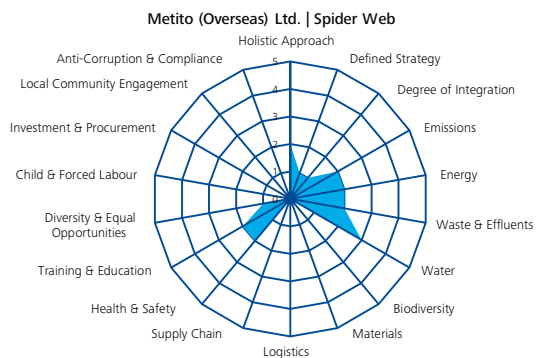 Metito (Overseas) Ltd. | Spider Web
Holistic Approach
Defined Strategy
Degree of Integration
Emissions
Energy
Waste & Effluents
Water
Biodiversity
Materials
Logistics
Supply Chain
Health & Safety
Training & Education
Diversity & Equal
Opportunities
Child & Forced Labour
Investment & Procurement
Local Community Engagement
Anti-Corruption & Compliance
5
4
3
2
1
0